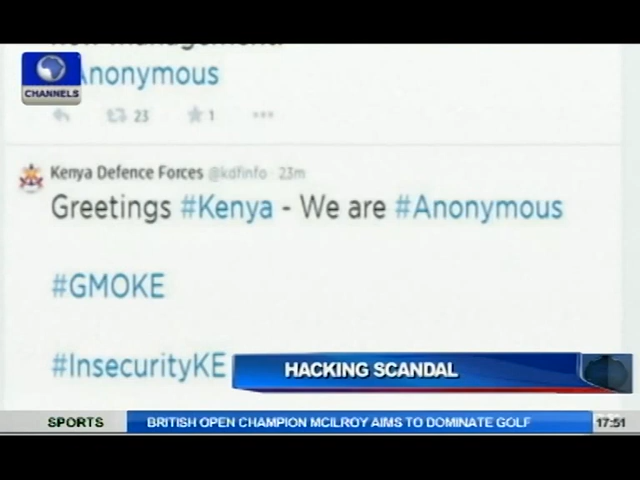 #Anonymous
CHANNELS
23
1
Kenya Defence Forces @kdfinfo · 23m
Greetings #Kenya - We are #Anonymous
#GMOKE
#InsecurityKE
HACKING SCANDAL
SPORTS
BRITISH OPEN CHAMPION MCILROY AIMS TO DOMINATE GOLF
17:51